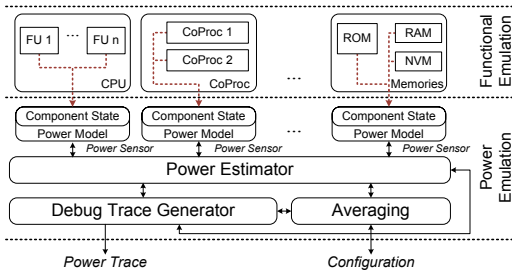 FU 1
...
FU n
CPU
CoProc 1
CoProc 2
CoProc
...
ROM
RAM
NVM
Memories
Functional Emulation
Component State
Power Model
Power Sensor
Component State
Power Model
Power Sensor
...
Component State
Power Model
Power Sensor
Power Estimator
Debug Trace Generator
Averaging
Power Emulation
Power Trace
Configuration